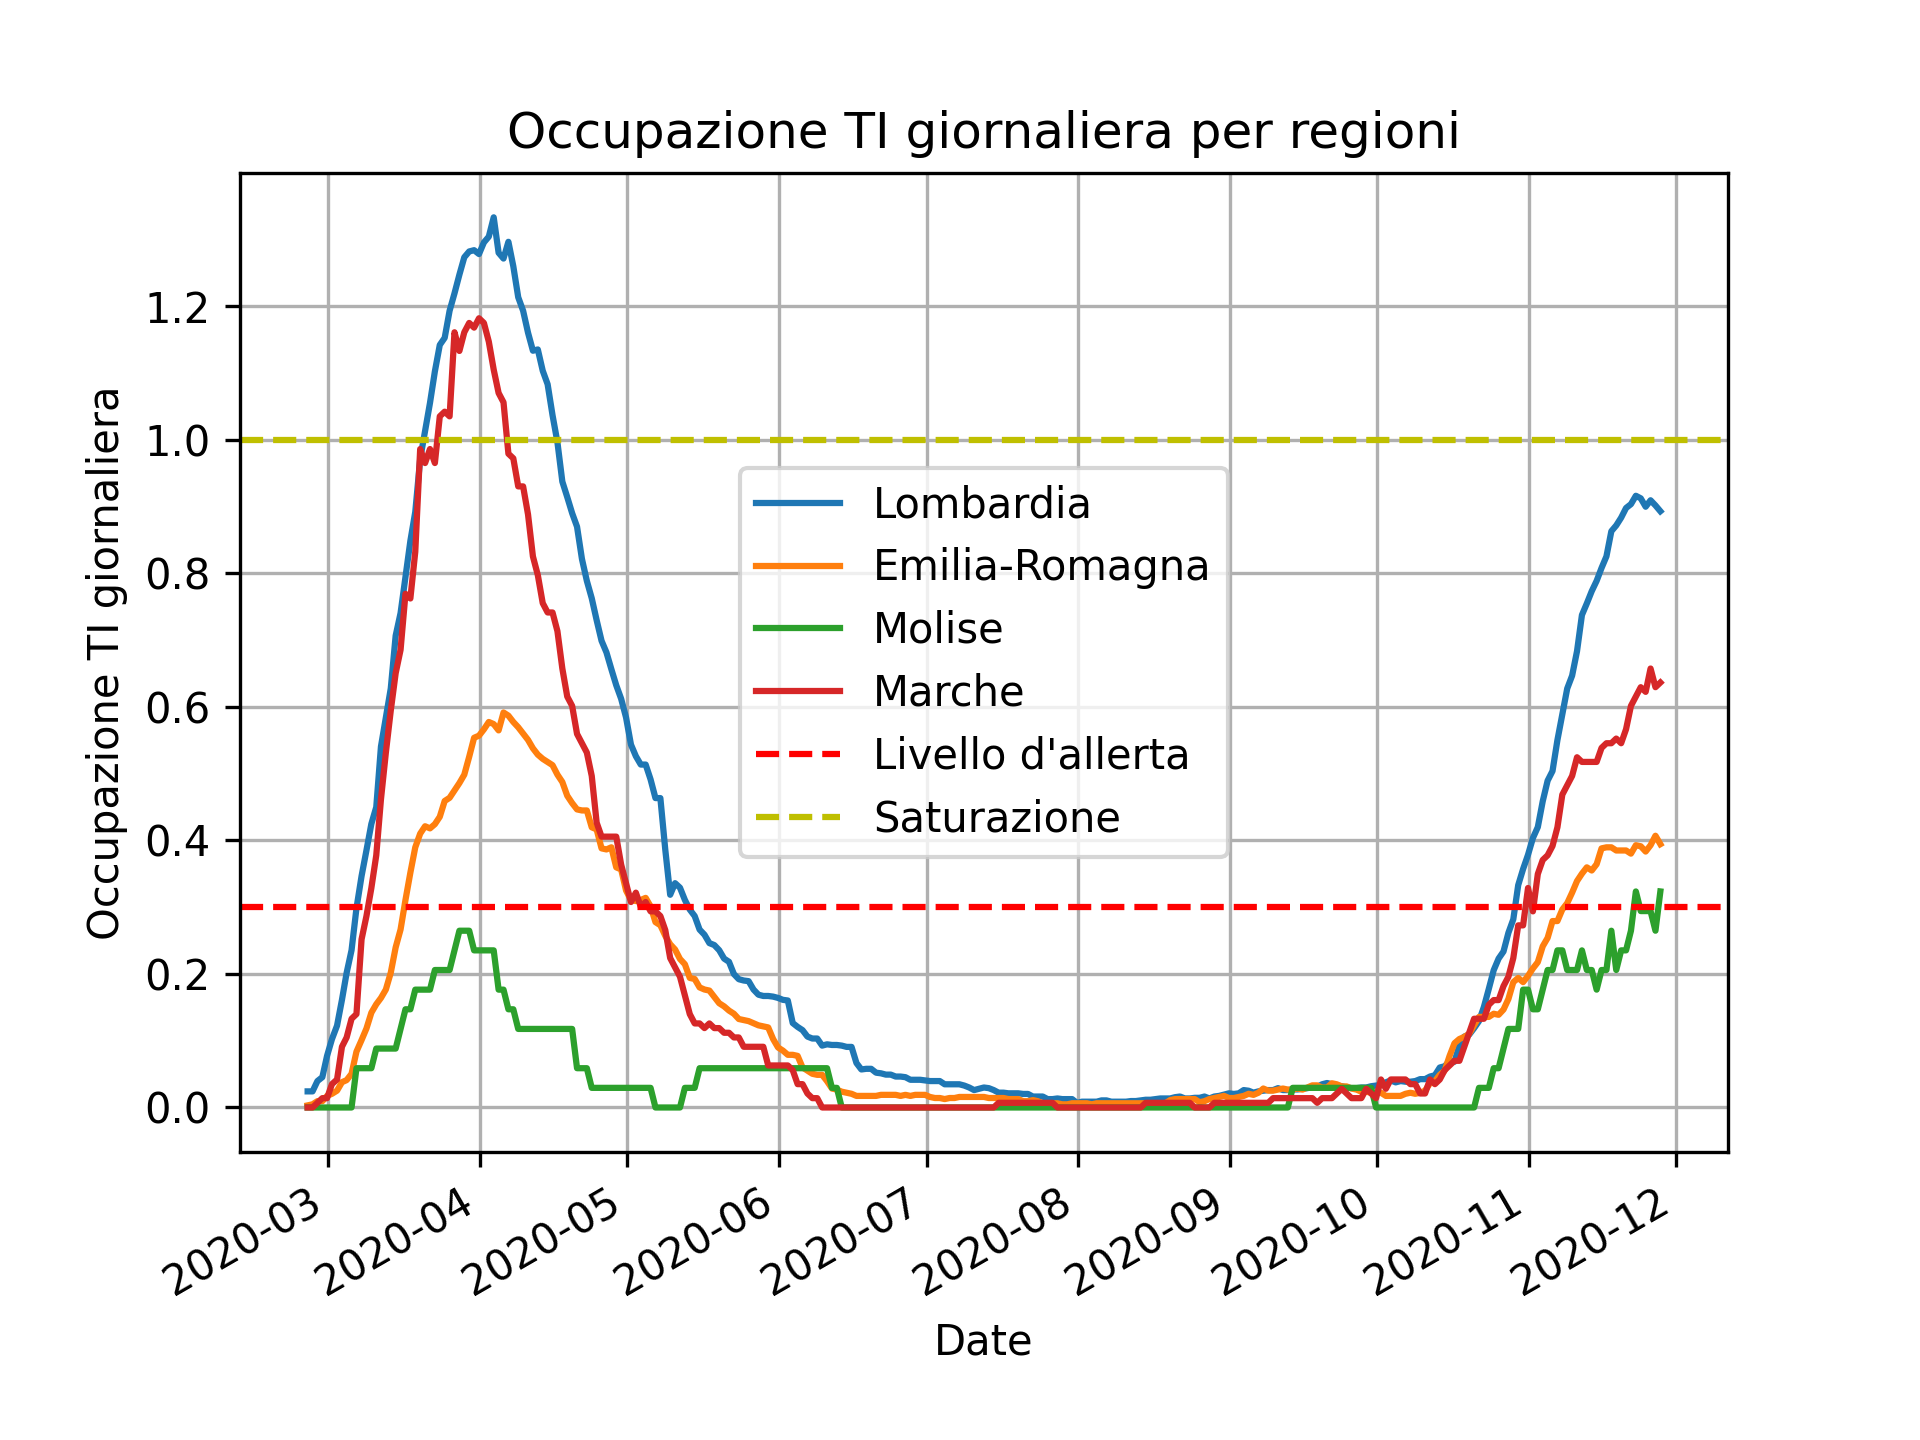 Occupazione TI giornaliera per regioni
Occupazione TI giornaliera
1.2
1.0
0.8
0.6
0.4
0.2
0.0
Lombardia
Emilia-Romagna
Molise
Marche
Livello d'allerta
Saturazione
2020-03
2020-04
2020-05
2020-06
2020-07
2020-08
2020-09
2020-10
2020-11
2020-12
Date